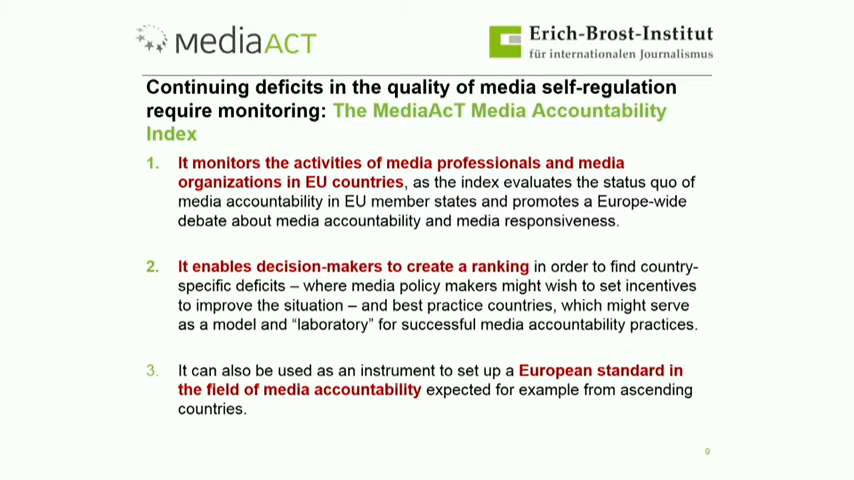 mediaACT
Erich-Brost-Institut
für internationalen Journalismus
Continuing deficits in the quality of media self-regulation
require monitoring: The MediaAcT Media Accountability
Index
1. It monitors the activities of media professionals and media
organizations in EU countries, as the index evaluates the status quo of
media accountability in EU member states and promotes a Europe-wide
debate about media accountability and media responsiveness.
2. It enables decision-makers to create a ranking in order to find country-
specific deficits – where media policy makers might wish to set incentives
to improve the situation – and best practice countries, which might serve
as a model and “laboratory” for successful media accountability practices.
3. It can also be used as an instrument to set up a European standard in
the field of media accountability expected for example from ascending
countries.
9